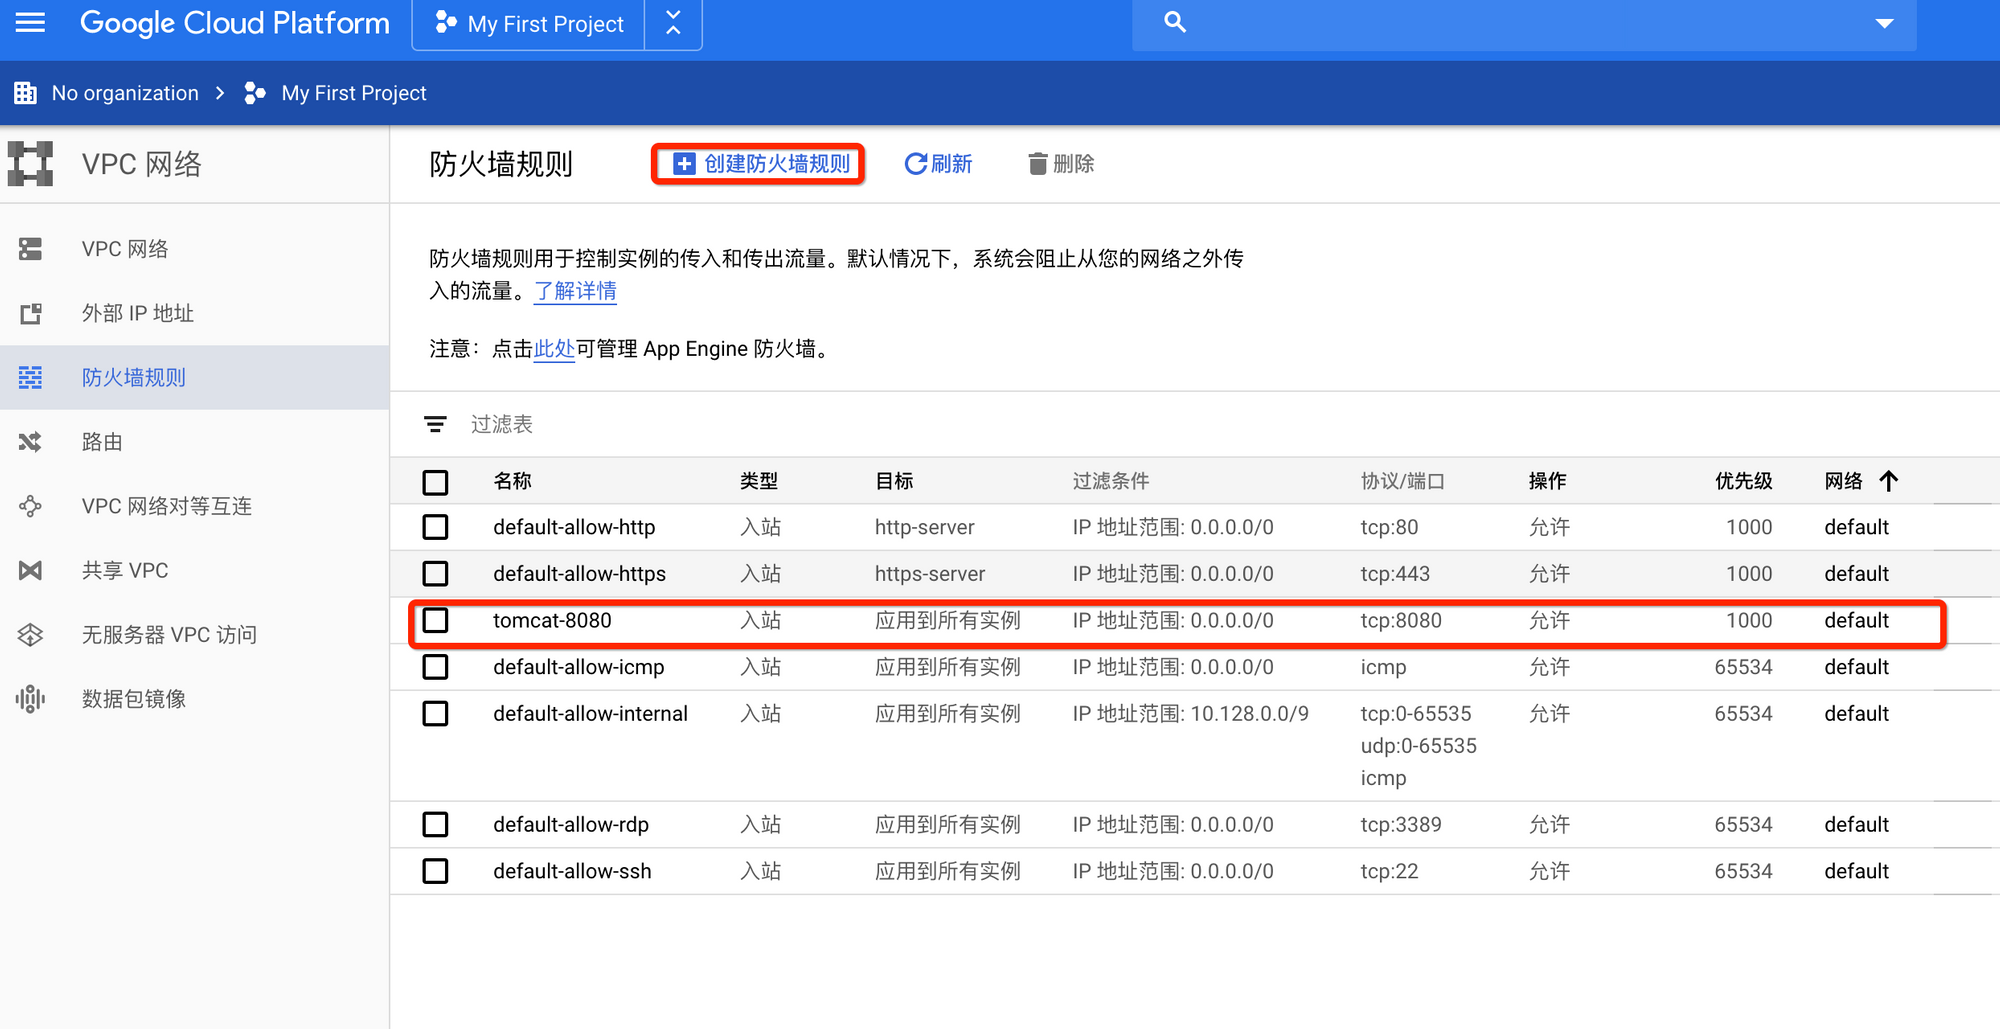 Google Cloud Platform My First Project
No organization My First Project
VPC 网络
VPC 网络
外部 IP 地址
防火墙规则
路由
VPC 网络对等互连
共享 VPC
无服务器 VPC 访问
数据包镜像
防火墙规则 创建防火墙规则 刷新 删除
防火墙规则用于控制实例的传入和传出流量。默认情况下，系统会阻止从您的网络之外传
入的流量。了解详情
注意：点击此处可管理 App Engine 防火墙。
过滤表
名称 类型 目标 过滤条件 协议/端口 操作 优先级 网络
default-allow-http 入站 http-server IP 地址范围: 0.0.0.0/0 tcp:80 允许 1000 default
default-allow-https 入站 https-server IP 地址范围: 0.0.0.0/0 tcp:443 允许 1000 default
tomcat-8080 入站 应用到所有实例 IP 地址范围: 0.0.0.0/0 tcp:8080 允许 1000 default
default-allow-icmp 入站 应用到所有实例 IP 地址范围: 0.0.0.0/0 icmp 允许 65534 default
default-allow-internal 入站 应用到所有实例 IP 地址范围: 10.128.0.0/9 tcp:0-65535 允许 65534 default
udp:0-65535
icmp
default-allow-rdp 入站 应用到所有实例 IP 地址范围: 0.0.0.0/0 tcp:3389 允许 65534 default
default-allow-ssh 入站 应用到所有实例 IP 地址范围: 0.0.0.0/0 tcp:22 允许 65534 default